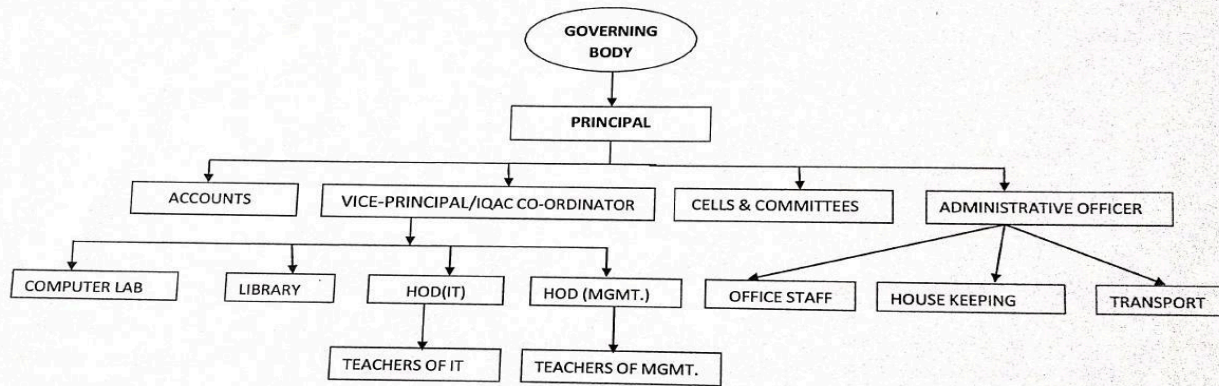 GOVERNING
BODY
PRINCIPAL
ACCOUNTS
VICE-PRINCIPAL/IQAC CO-ORDINATOR
CELLS & COMMITTEES
ADMINISTRATIVE OFFICER
COMPUTER LAB
LIBRARY
HOD(IT)
HOD (MGMT.)
OFFICE STAFF
HOUSE KEEPING
TRANSPORT
TEACHERS OF IT
TEACHERS OF MGMT.